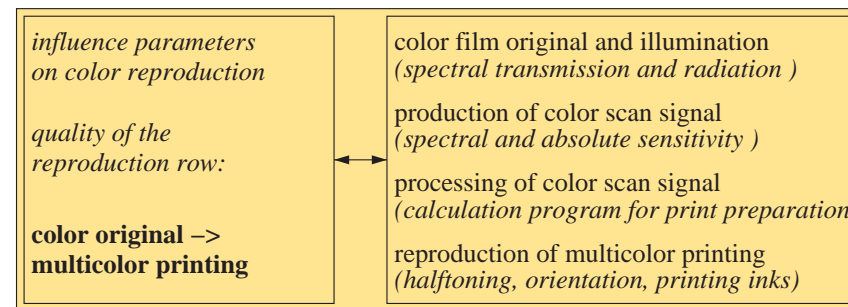 influence parameters
on color reproduction
quality of the
reproduction row:
color original –>
multicolor printing
color film original and illumination
(spectral transmission and radiation )
production of color scan signal
(spectral and absolute sensitivity )
processing of color scan signal
(calculation program for print preparation
reproduction of multicolor printing
(halftoning, orientation, printing inks)